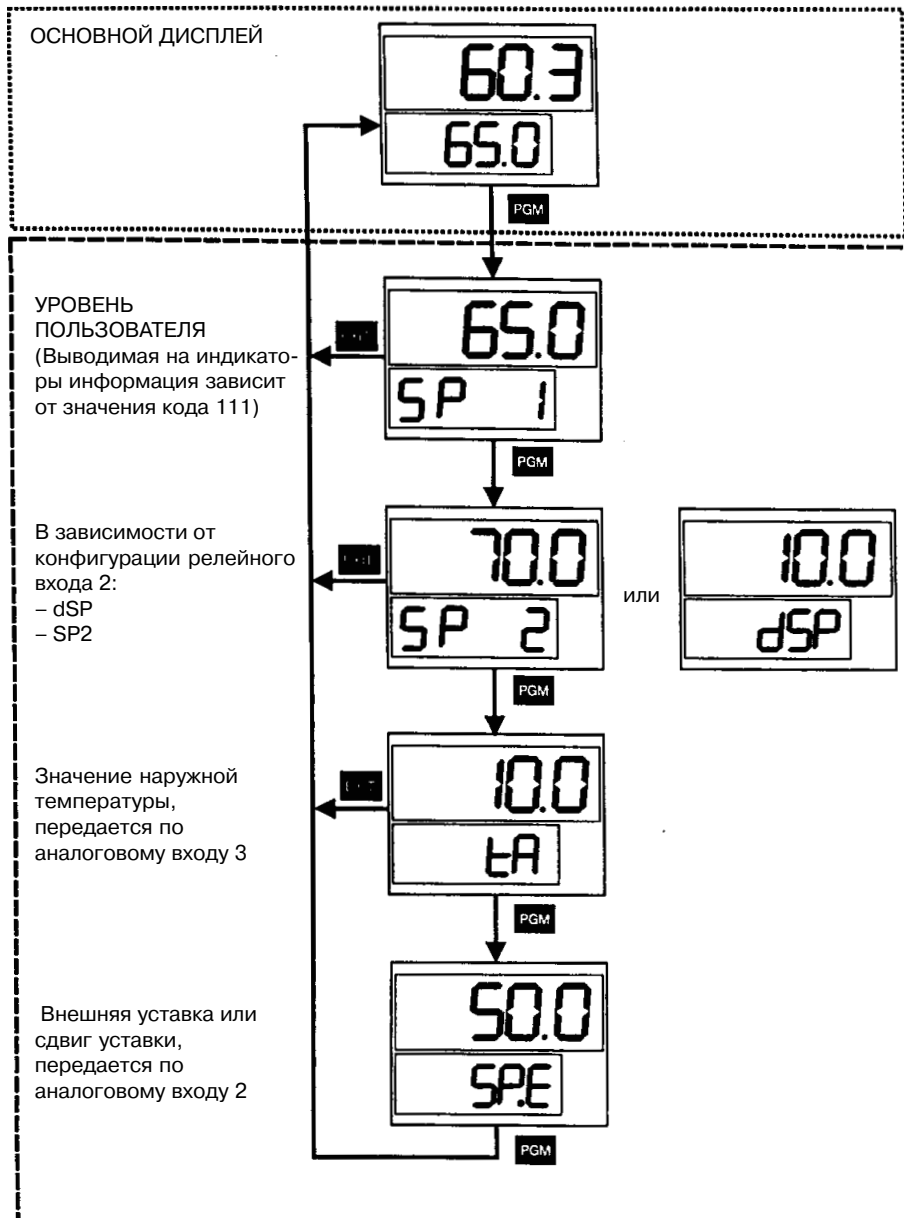 ОСНОВНОЙ ДИСПЛЕЙ
60.3
65.0
PGM
УРОВЕНЬ
ПОЛЬЗОВАТЕЛЯ
(Выводимая на индикато-
ры информация зависит
от значения кода 111)
65.0
SP 1
PGM
В зависимости от
конфигурации релейного
входа 2:
– dSP
– SP2
70.0
SP 2
или
10.0
dSP
PGM
Значение наружной
температуры,
передается по
аналоговому входу 3
10.0
tA
PGM
Внешняя уставка или
сдвиг уставки,
передается по
аналоговому входу 2
50.0
SP.E
PGM